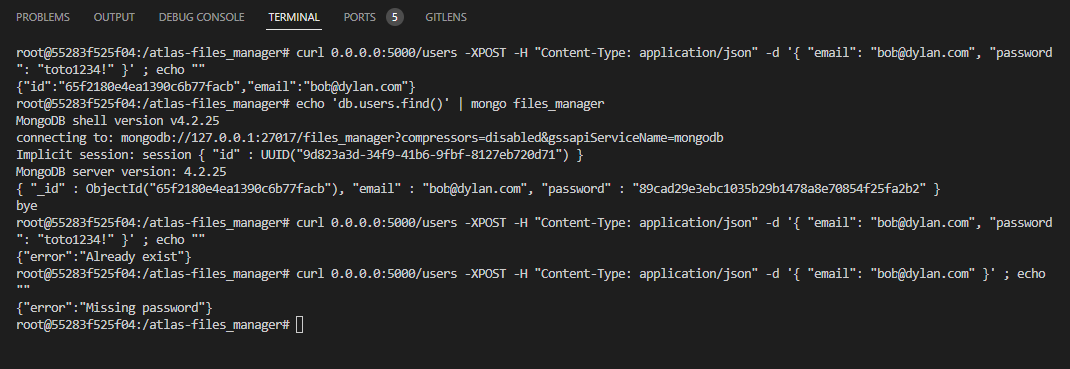 PROBLEMS OUTPUT DEBUG CONSOLE TERMINAL PORTS 5 GITLENS
root@55283f525f04:/atlas-files_manager# curl 0.0.0.0:5000/users -XPOST -H "Content-Type: application/json" -d '{ "email": "bob@dylan.com", "password
": "toto1234!" }' ; echo ""
{"id":"65f2180e4ea1390c6b77facb","email":"bob@dylan.com"}
root@55283f525f04:/atlas-files_manager# echo 'db.users.find()' | mongo files_manager
MongoDB shell version v4.2.25
connecting to: mongodb://127.0.0.1:27017/files_manager?compressors=disabled&gssapiServiceName=mongodb
Implicit session: session { "id" : UUID("9d823a3d-34f9-41b6-9fbf-8127eb720d71") }
MongoDB server version: 4.2.25
{ "_id" : ObjectId("65f2180e4ea1390c6b77facb"), "email" : "bob@dylan.com", "password" : "89cad29e3ebc1035b29b1478a8e70854f25fa2b2" }
bye
root@55283f525f04:/atlas-files_manager# curl 0.0.0.0:5000/users -XPOST -H "Content-Type: application/json" -d '{ "email": "bob@dylan.com", "password
": "toto1234!" }' ; echo ""
{"error":"Already exist"}
root@55283f525f04:/atlas-files_manager# curl 0.0.0.0:5000/users -XPOST -H "Content-Type: application/json" -d '{ "email": "bob@dylan.com" }' ; echo
""
{"error":"Missing password"}
root@55283f525f04:/atlas-files_manager#